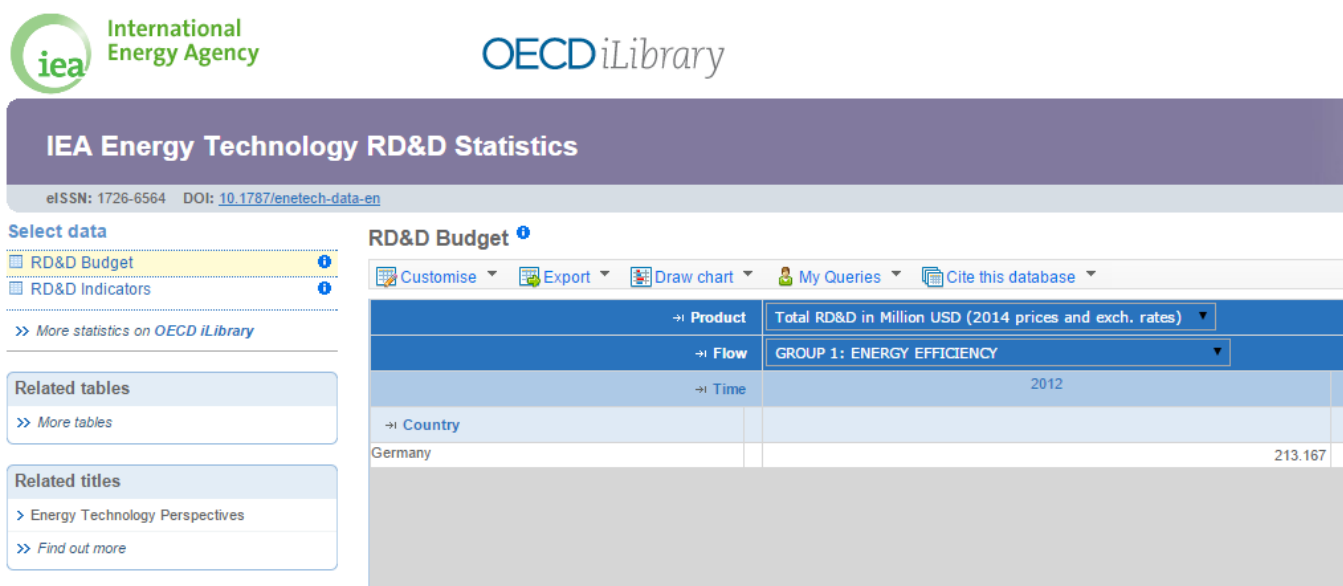 iea
International
Energy Agency
OECD iLibrary
IEA Energy Technology RD&D Statistics
eISSN: 1726-6564 DOI: 10.1787/enetech-data-en
Select data
RD&D Budget
RD&D Indicators
>> More statistics on OECD iLibrary
Related tables
>> More tables
Related titles
> Energy Technology Perspectives
>> Find out more
RD&D Budget
Customise Export Draw chart My Queries Cite this database
Product Total RD&D in Million USD (2014 prices and exch. rates)
Flow GROUP 1: ENERGY EFFICIENCY
Time 2012
Country
Germany 213.167